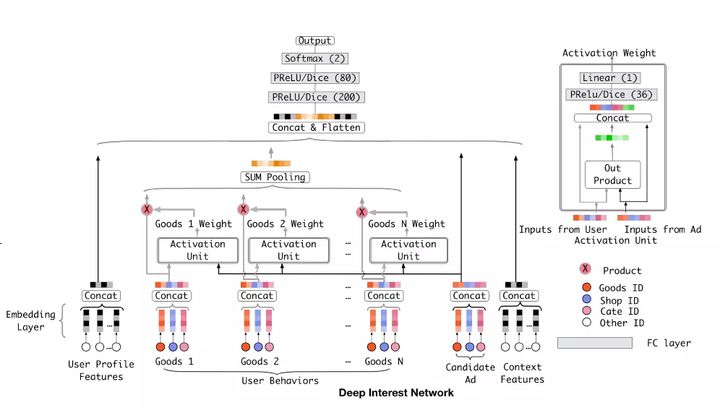 Output
Softmax (2)
PReLU/Dice (80)
PReLU/Dice (200)
Concat & Flatten
SUM Pooling
X
X
X
Goods 1 Weight
Goods 2 Weight
Goods N Weight
Activation
Unit
Activation
Unit
...
Activation
Unit
...
...
Concat
Concat
Concat
...
Concat
Concat
Concat
Embedding
Layer
...
...
...
...
User Profile
Features
Goods 1
Goods 2
...
Goods N
User Behaviors
Candidate
Ad
Context
Features
Deep Interest Network
Activation Weight
Linear (1)
PRelu/Dice (36)
Concat
Out
Product
Inputs from User
Inputs from Ad
Activation Unit
X
Product
Goods ID
Shop ID
Cate ID
Other ID
FC layer